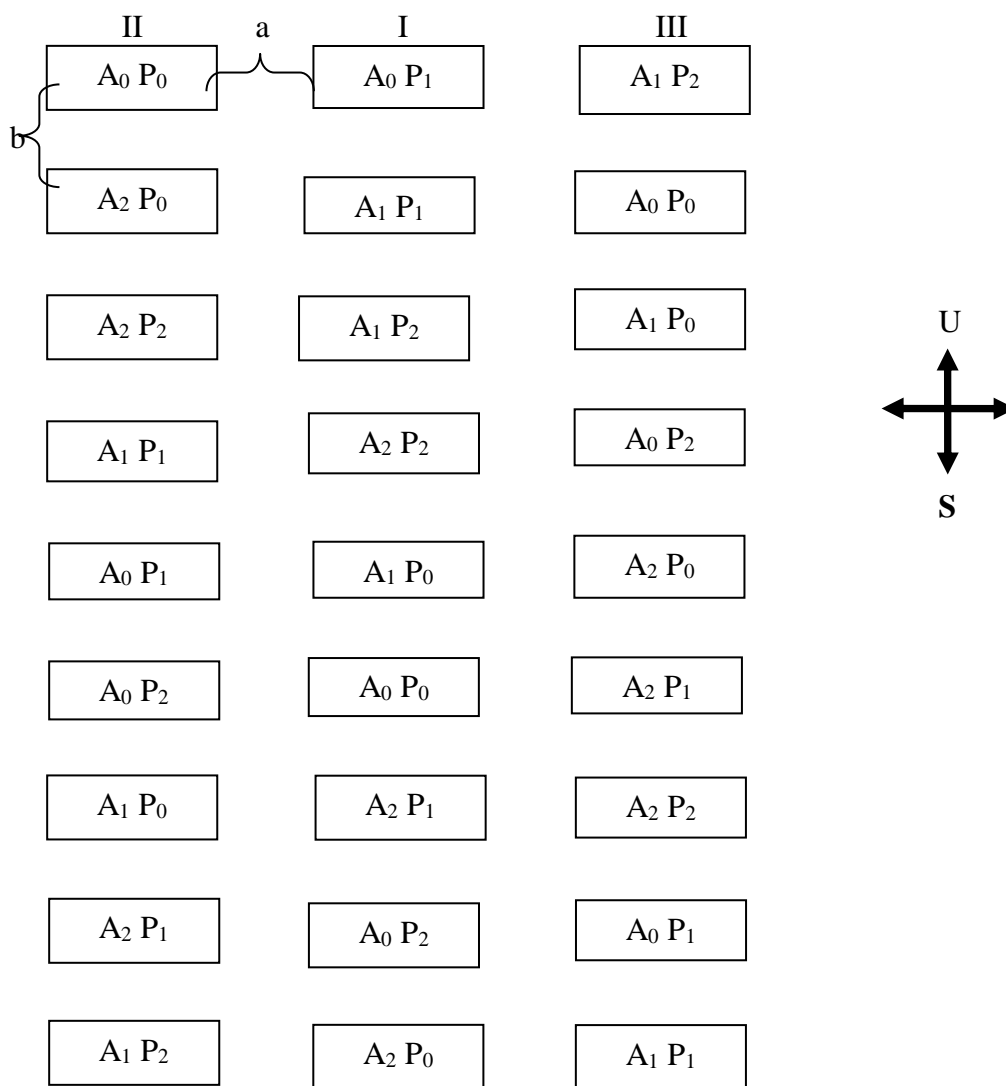 II a I III
A₀ P₀ A₀ P₁ A₁ P₂
b
A₂ P₀ A₁ P₁ A₀ P₀
A₂ P₂ A₁ P₂ A₁ P₀
U
A₁ P₁ A₂ P₂ A₀ P₂
S
A₀ P₁ A₁ P₀ A₂ P₀
A₀ P₂ A₀ P₀ A₂ P₁
A₁ P₀ A₂ P₁ A₂ P₂
A₂ P₁ A₀ P₂ A₀ P₁
A₁ P₂ A₂ P₀ A₁ P₁